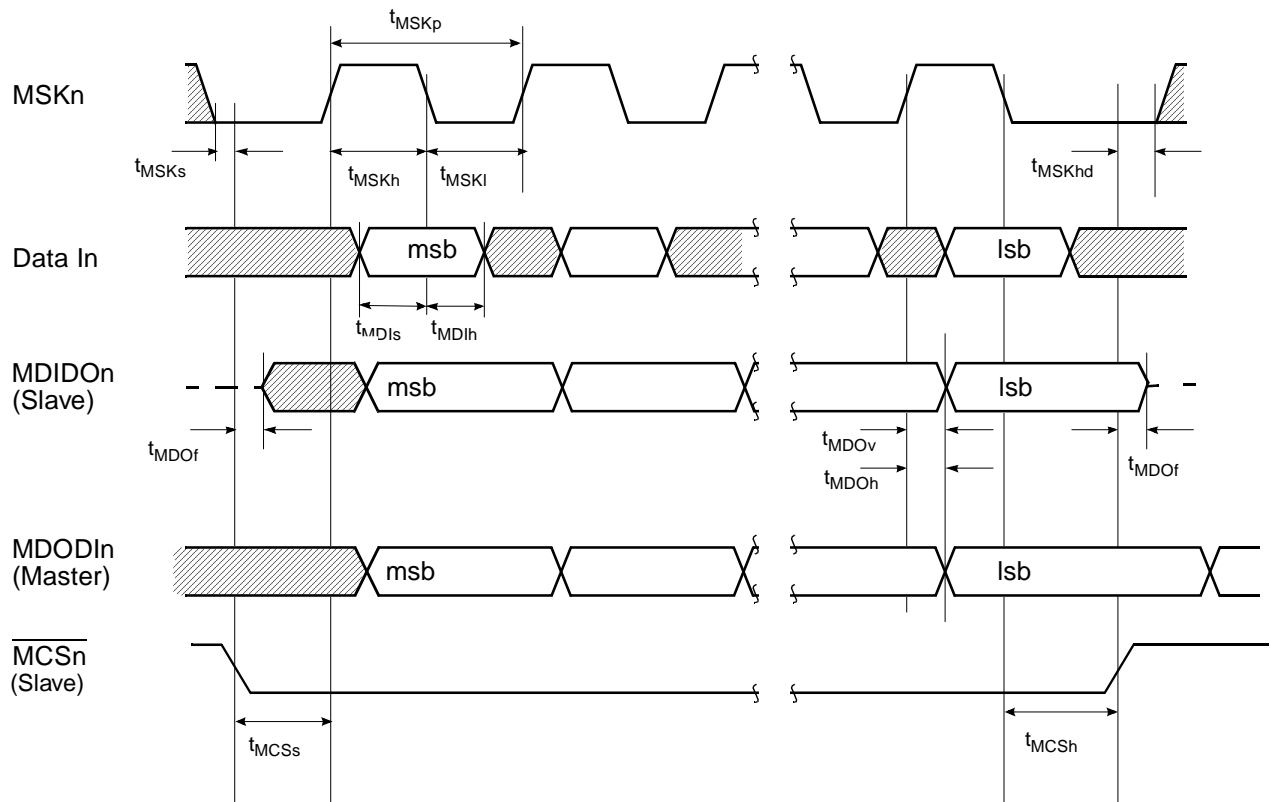 tMSKp
MSKn
tMSKs
tMSKh
tMSKl
tMSKhd
Data In
msb
lsb
tMDIs
tMDIh
MDIDOn
(Slave)
msb
lsb
tMDOf
tMDOv
tMDOh
tMDOf
MDODIn
(Master)
msb
lsb
MCSn
(Slave)
tMCSs
tMCSh